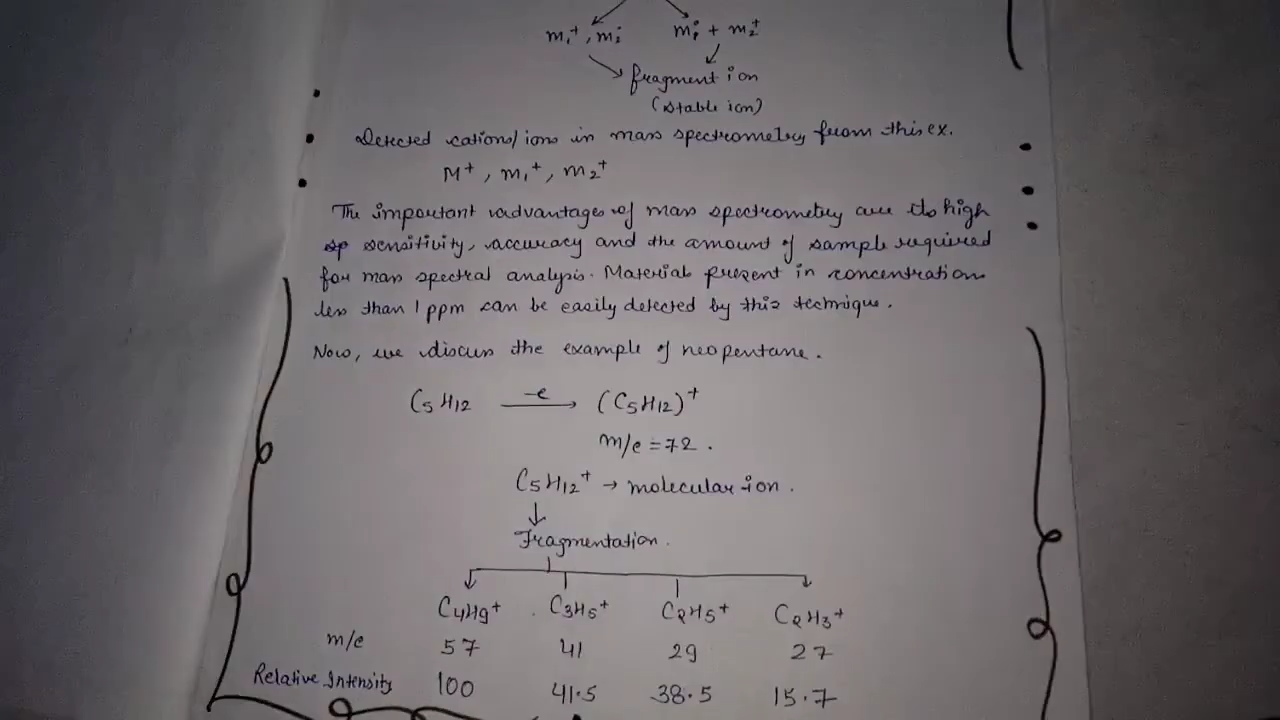 m₁⁺, m₂• m₁• + m₂⁺
fragment ion
(stable ion)
Detected cations/ions in mass spectrometry from this ex.
M⁺, m₁⁺, m₂⁺
The important advantages of mass spectrometry are its high
sp sensitivity, accuracy and the amount of sample required
for mass spectral analysis. Material present in concentration
less than 1 ppm can be easily detected by this technique.
Now, we discuss the example of neopentane.
C₅H₁₂ —-e→ (C₅H₁₂)⁺
m/e = 72.
C₅H₁₂⁺ → molecular ion.
↓
Fragmentation.
C₄H₉⁺ C₃H₅⁺ C₂H₅⁺ C₂H₃⁺
m/e 57 41 29 27
Relative Intensity 100 41.5 38.5 15.7